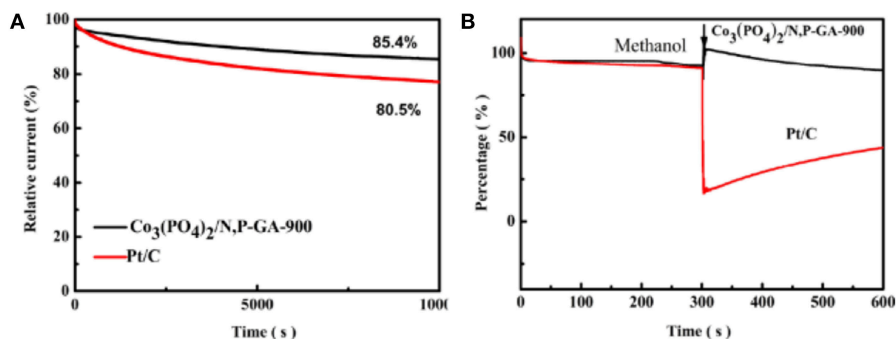 A
Relative current (%)
100
80
60
40
20
0
85.4%
80.5%
Co3(PO4)2/N,P-GA-900
Pt/C
0
5000
1000
Time ( s )
B
Percentage ( % )
100
50
0
Methanol
Co3(PO4)2/N,P-GA-900
Pt/C
0
100
200
300
400
500
600
Time ( s )